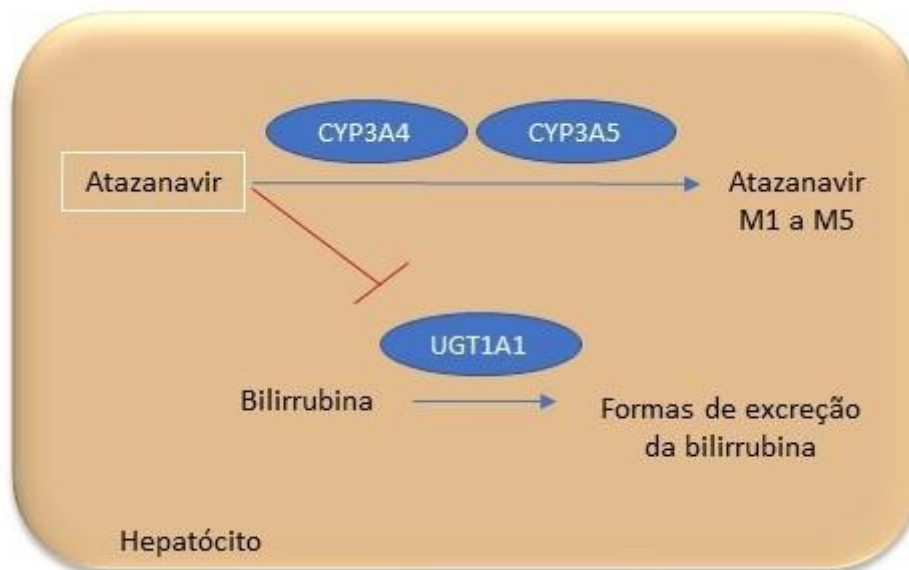 CYP3A4
CYP3A5
Atazanavir
Atazanavir
M1 a M5
UGT1A1
Bilirrubina
Formas de excreção
da bilirrubina
Hepatócito